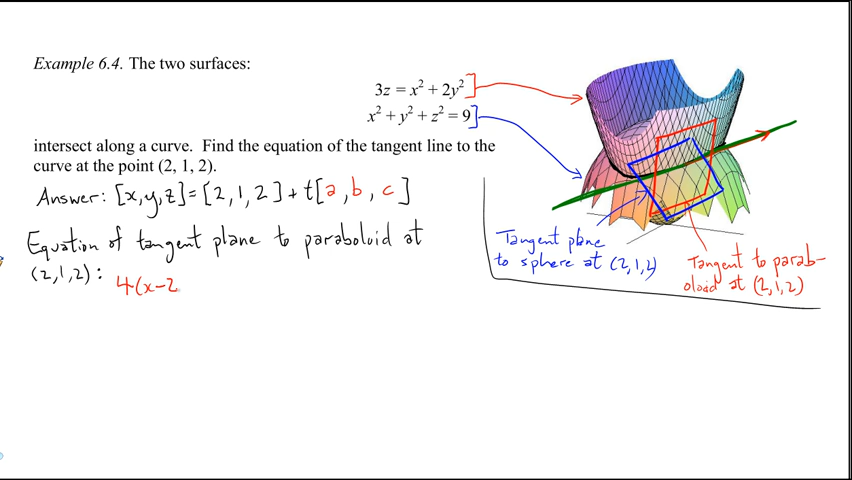 Example 6.4. The two surfaces:
3z = x² + 2y²
x² + y² + z² = 9
intersect along a curve. Find the equation of the tangent line to the
curve at the point (2, 1, 2).
Answer: [x,y,z]=[2,1,2]+t[a,b,c]
Equation of tangent plane to paraboloid at
(2,1,2):
4(x-2
Tangent plane
to sphere at (2,1,2)
Tangent to parab-
oloid at (2,1,2)